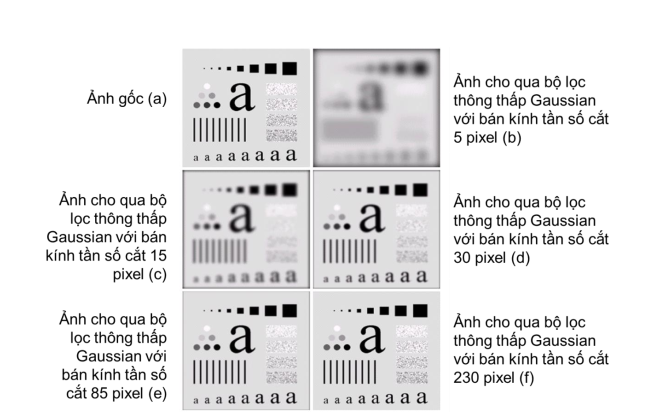 Ảnh gốc (a)
a
a a a a a a a a
a
a a a a a a a a
Ảnh cho qua bộ lọc
thông thấp Gaussian
với bán kính tần số cắt
5 pixel (b)
Ảnh cho qua bộ
lọc thông thấp
Gaussian với bán
kính tần số cắt 15
pixel (c)
a
a a a a a a a a
a
a a a a a a a a
Ảnh cho qua bộ lọc
thông thấp Gaussian
với bán kính tần số cắt
30 pixel (d)
Ảnh cho qua bộ
lọc thông thấp
Gaussian với
bán kính tần số
cắt 85 pixel (e)
a
a a a a a a a a
a
a a a a a a a a
Ảnh cho qua bộ lọc
thông thấp Gaussian
với bán kính tần số cắt
230 pixel (f)